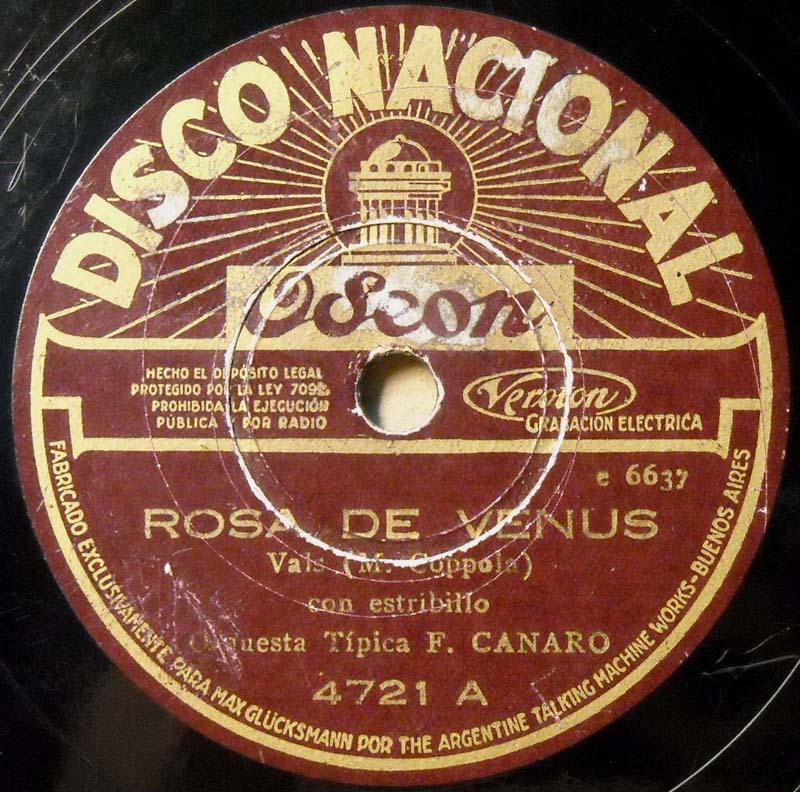 DISCO NACIONAL
Odeon
HECHO EL DEPÓSITO LEGAL
PROTEGIDO POR LA LEY 7092
PROHIBIDA LA EJECUCIÓN
PÚBLICA Y POR RADIO
Veroton
GRABACIÓN ELECTRICA
e 6637
ROSA DE VENUS
Vals (M. Coppola)
con estribillo
Orquesta Típica F. CANARO
4721 A
FABRICADO EXCLUSIVAMENTE PARA MAX GLÜCKSMANN POR THE ARGENTINE TALKING MACHINE WORKS-BUENOS AIRES